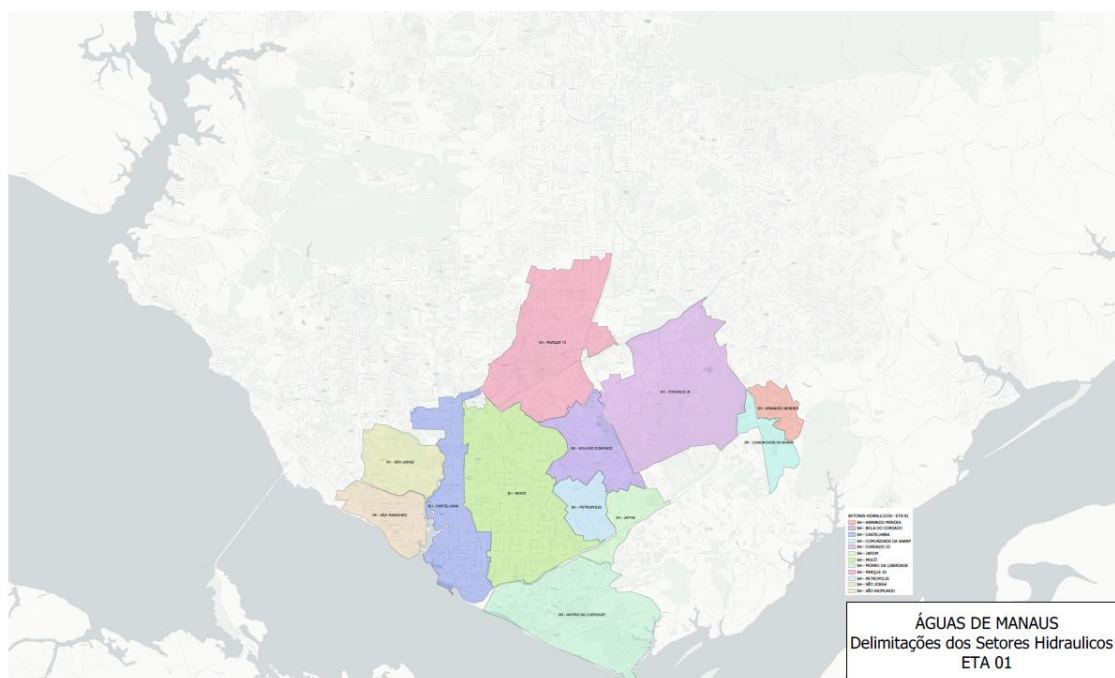 SH - PARQUE 10
SH - COROADO III
SH - ARMANDO MENDES
SH - COMUNIDADE DA SHARP
SH - BOLA DO COROADO
SH - SÃO JORGE
SH - CASTELHANA
SH - MOCÓ
SH - PETROPOLIS
SH - SÃO RAIMUNDO
SH - JAPIIM
SH - MORRO DA LIBERDADE
SETORES HIDRAULLICOS - ETA 01
SH - ARMANDO MENDES
SH - BOLA DO COROADO
SH - CASTELHANA
SH - COMUNIDADE DA SHARP
SH - COROADO III
SH - JAPIIM
SH - MOCÓ
SH - MORRO DA LIBERDADE
SH - PARQUE 10
SH - PETROPOLIS
SH - SÃO JORGE
SH - SÃO RAIMUNDO
ÁGUAS DE MANAUS
Delimitações dos Setores Hidraulicos
ETA 01